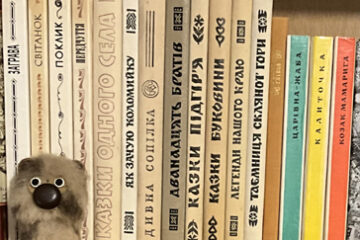 ЗАГРАВА
СВІТАНОК
ПОКЛИК
ПЕРЕПУТТЯ
КАЗКИ ОДНОГО СЕЛА
ЯК ЗАЧУЮ КОЛОМИЙКУ
ДИВНА СОПІЛКА
ДВАНАДЦЯТЬ БРАТІВ
КАЗКИ ПІДГІР'Я
КАЗКИ БУКОВИНИ
ЛЕГЕНДИ НАШОГО КРАЮ
ТАЄМНИЦЯ СКЛЯНОЇ ГОРИ
ЦАРІВНА-ЖАБА
КАЛИТОЧКА
КОЗАК МАМАРИГА